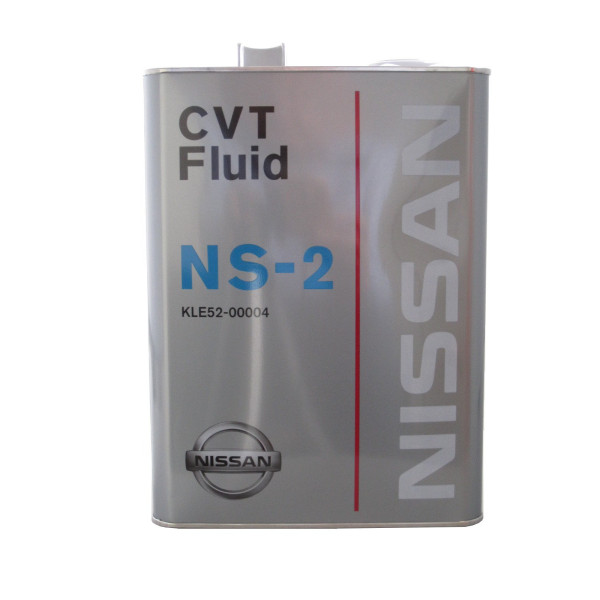 CVT
Fluid
NS-2
KLE52-00004
NISSAN
NISSAN